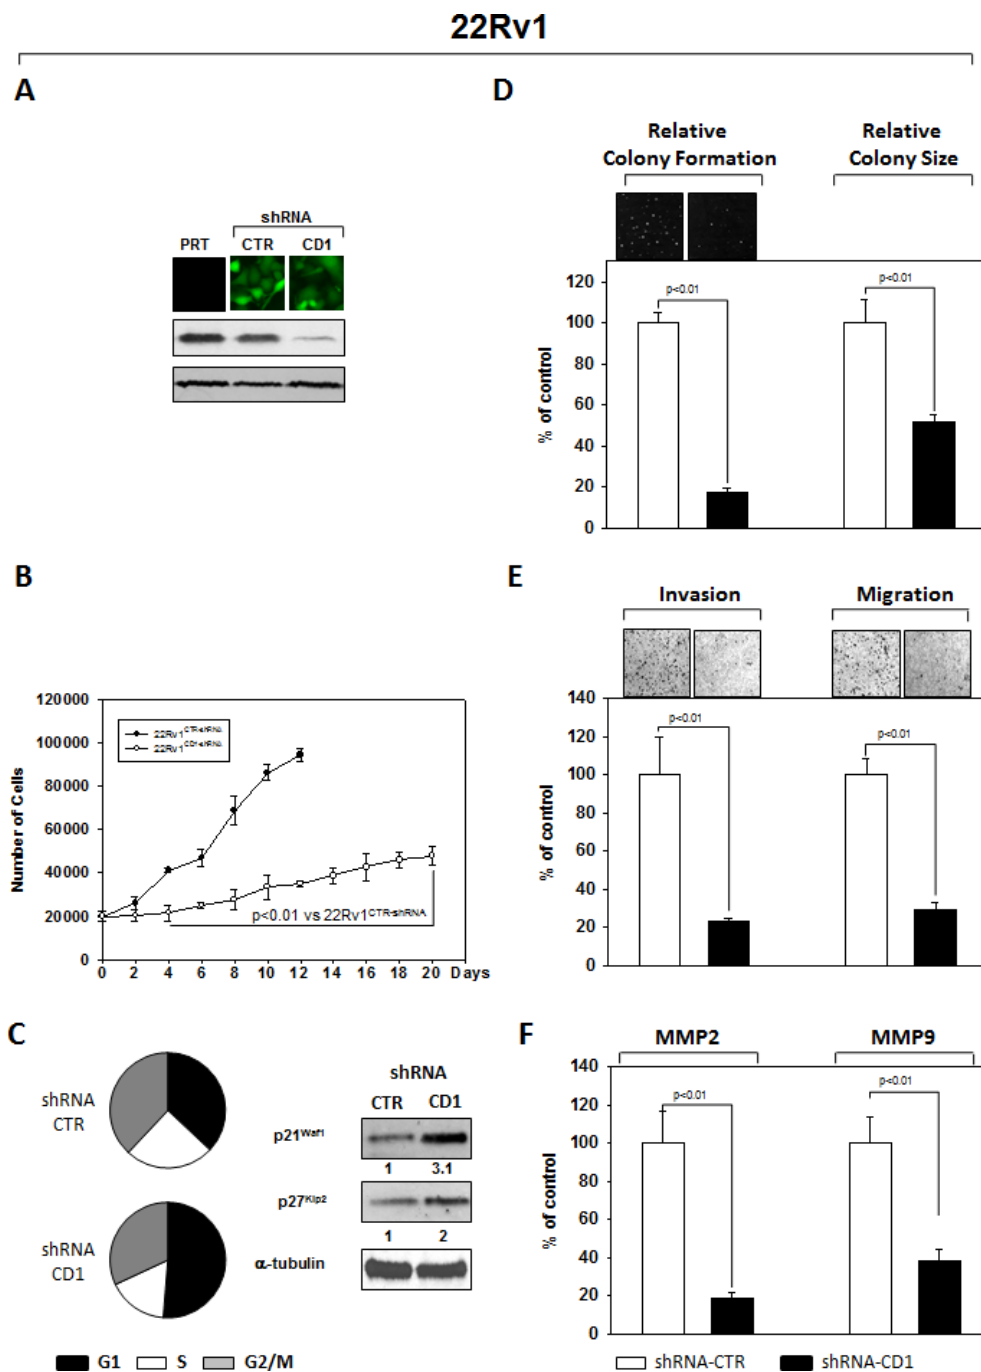 22Rv1
A
shRNA
PRT CTR CD1
B
120000
100000
80000
60000
40000
20000
0
Number of Cells
22Rv1CTR-shRNA
22Rv1CD1-shRNA
p<0.01 vs 22Rv1CTR-shRNA
0 2 4 6 8 10 12 14 16 18 20 Days
C
shRNA
CTR
shRNA
CD1
G1 S G2/M
shRNA
CTR CD1
p21Waf1
1 3.1
p27Kip2
1 2
α-tubulin
D
Relative
Colony Formation
Relative
Colony Size
120
100
80
60
40
20
0
% of control
p<0.01
p<0.01
E
Invasion
Migration
140
120
100
80
60
40
20
0
% of control
p<0.01
p<0.01
F
MMP2
MMP9
140
120
100
80
60
40
20
0
% of control
p<0.01
p<0.01
shRNA-CTR shRNA-CD1